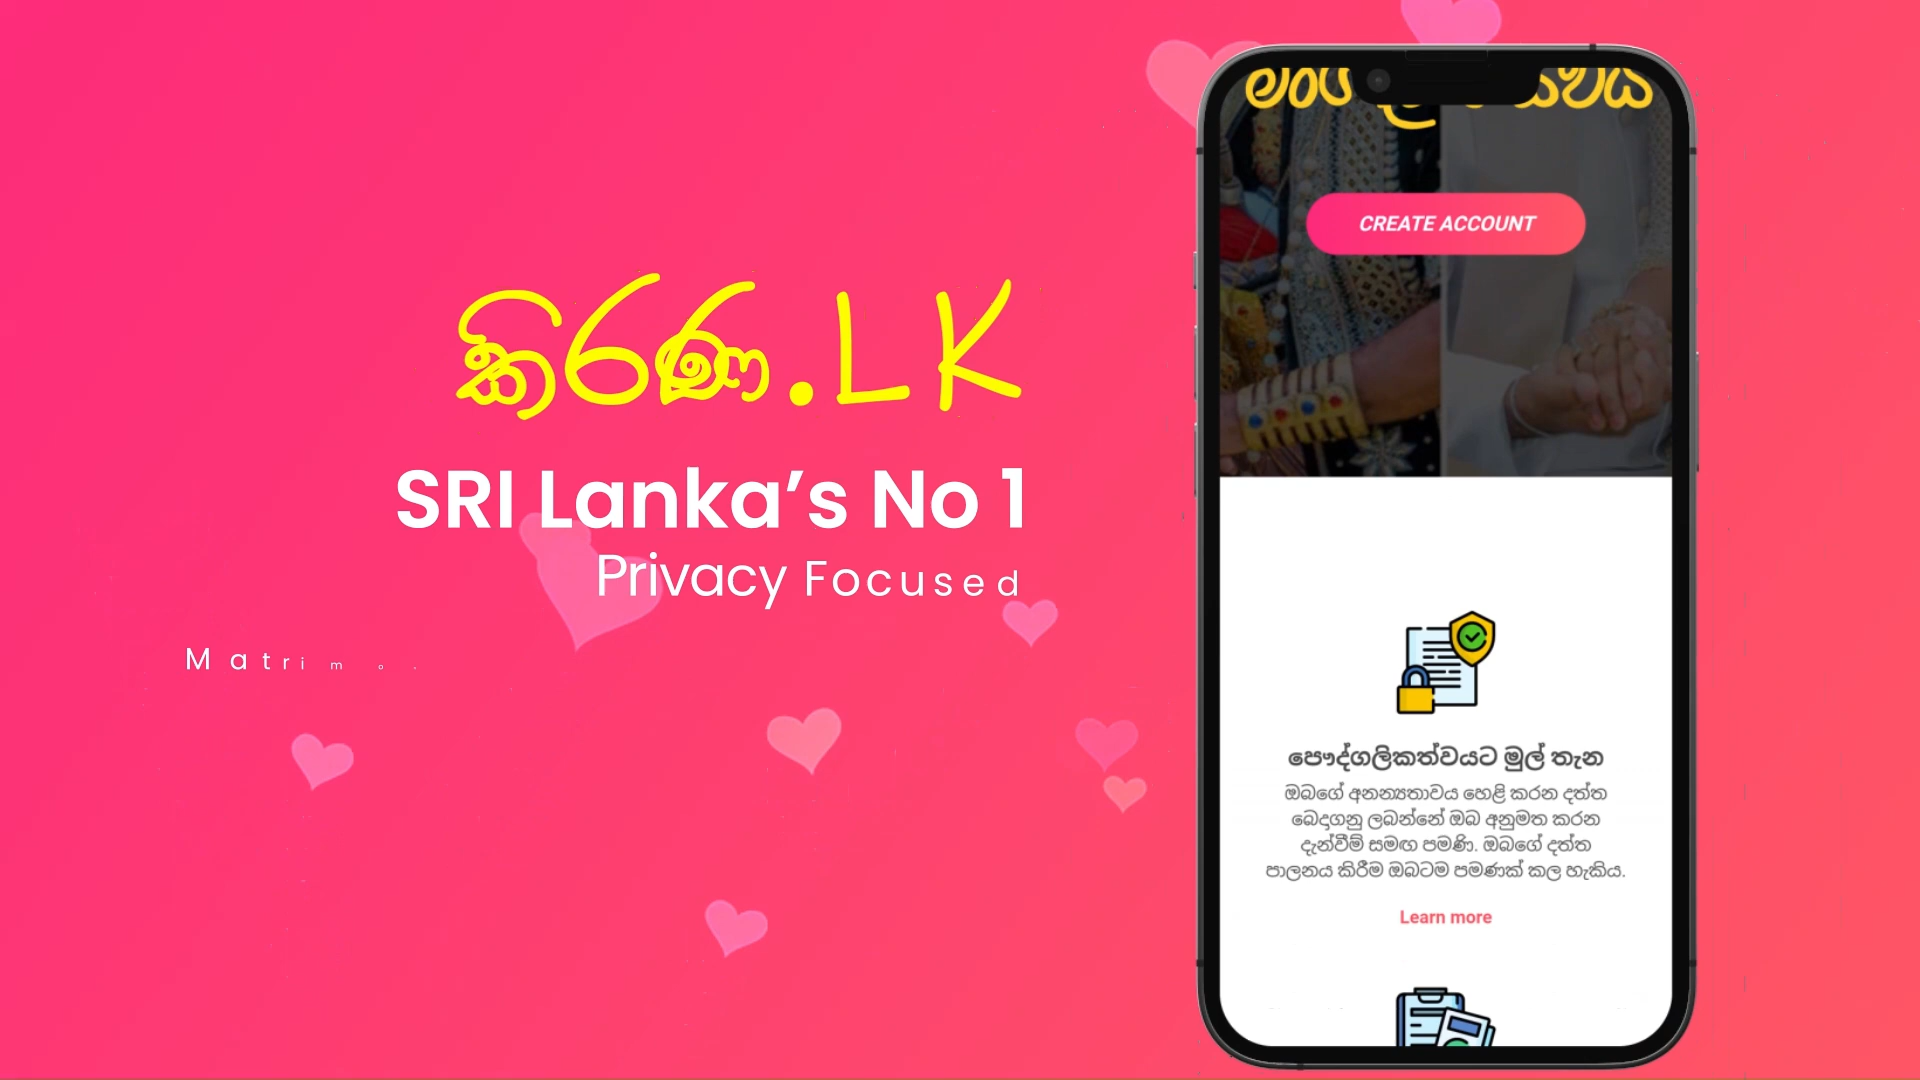 කිරණ.LK
SRI Lanka’s No 1
Privacy Focused
Matrimo
CREATE ACCOUNT
පෞද්ගලිකත්වයට මුල් තැන
ඔබගේ අනන්‍යතාවය හෙළි කරන දත්ත
බෙදාගනු ලබන්නේ ඔබ අනුමත කරන
දැන්වීම් සමඟ පමණි. ඔබගේ දත්ත
පාලනය කිරීම ඔබටම පමණක් කල හැකිය.
Learn more